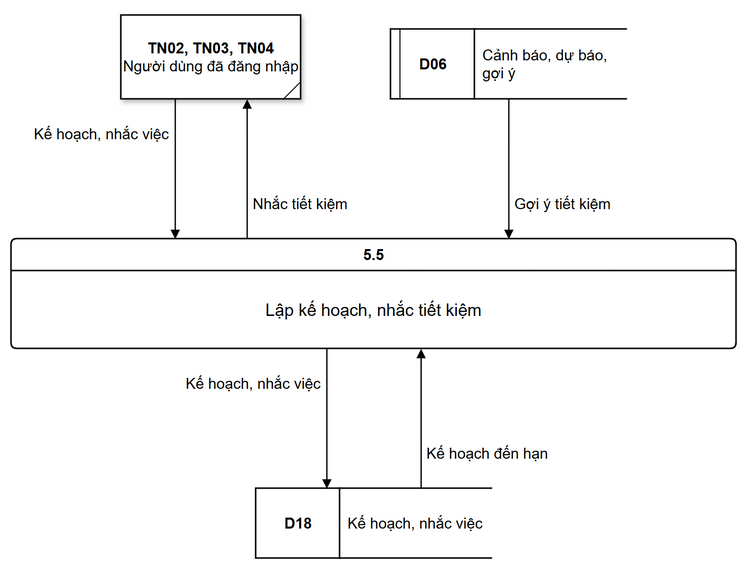 TN02, TN03, TN04
Người dùng đã đăng nhập
D06
Cảnh báo, dự báo,
gợi ý
Kế hoạch, nhắc việc
Nhắc tiết kiệm
Gợi ý tiết kiệm
5.5
Lập kế hoạch, nhắc tiết kiệm
Kế hoạch, nhắc việc
Kế hoạch đến hạn
D18
Kế hoạch, nhắc việc